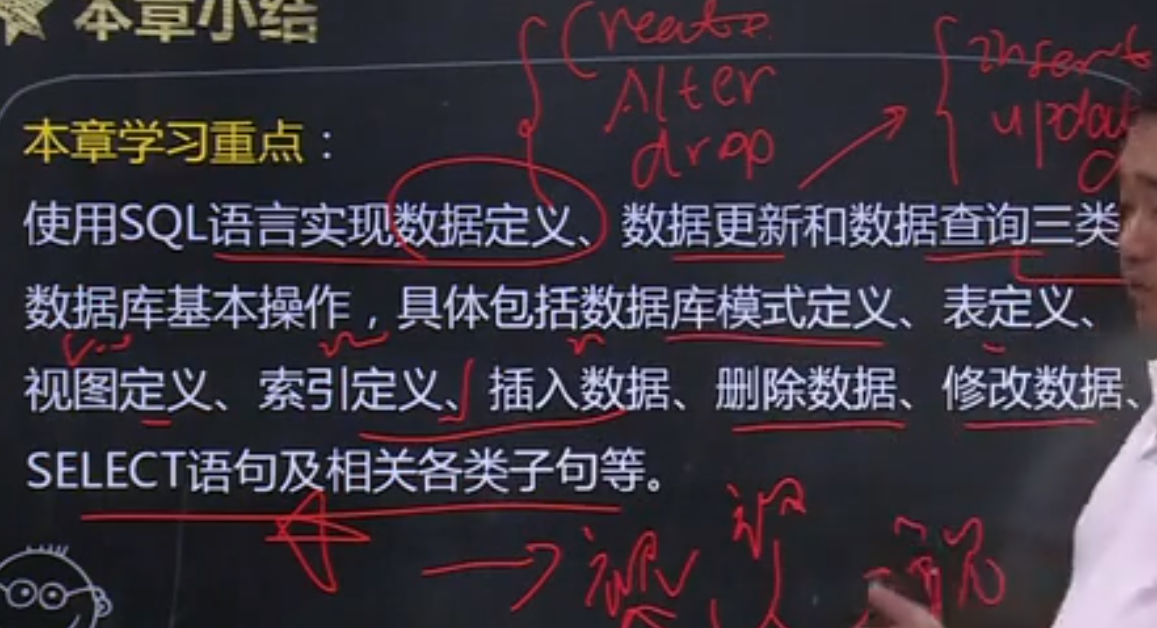 本章小结
Create
Alter
drop
insert
本章学习重点：
使用SQL语言实现数据定义、数据更新和数据查询三类
数据库基本操作，具体包括数据库模式定义、表定义、
视图定义、索引定义、插入数据、删除数据、修改数据、
SELECT语句及相关各类子句等。